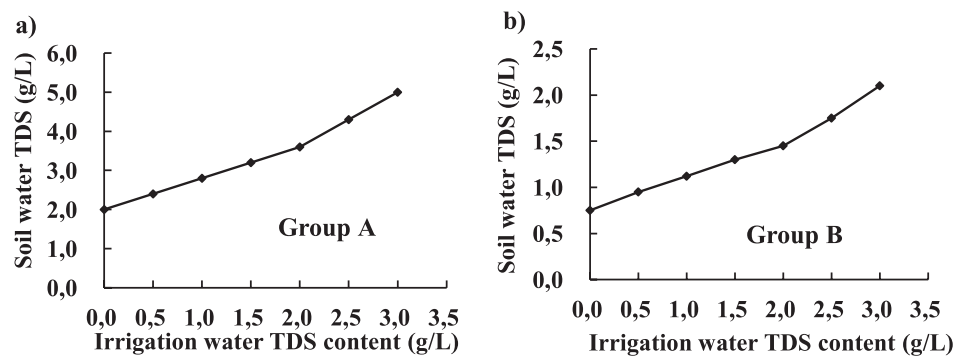 a)
Soil water TDS (g/L)
6,0
5,0
4,0
3,0
2,0
1,0
0,0
Group A
0,0 0,5 1,0 1,5 2,0 2,5 3,0 3,5
Irrigation water TDS content (g/L)
b)
Soil water TDS (g/L)
2,5
2,0
1,5
1,0
0,5
0,0
Group B
0,0 0,5 1,0 1,5 2,0 2,5 3,0 3,5
Irrigation water TDS content (g/L)